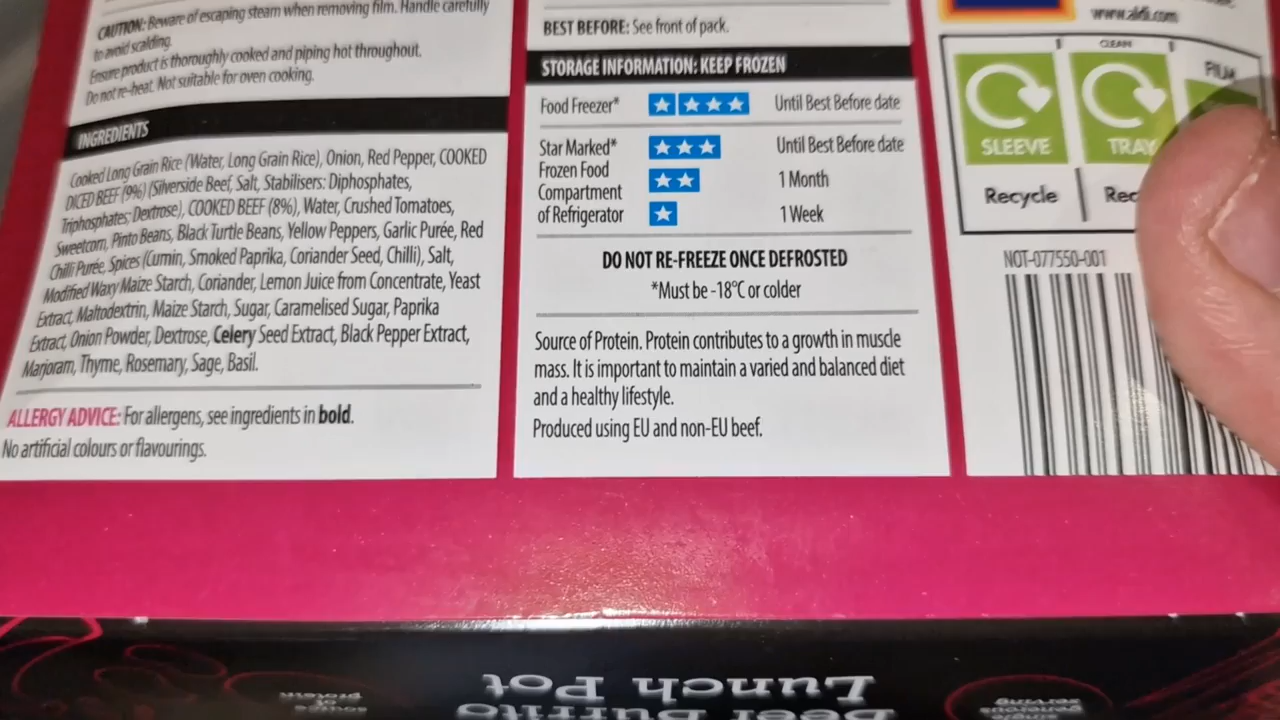 CAUTION: Beware of escaping steam when removing film. Handle carefully
to avoid scalding.
Ensure product is thoroughly cooked and piping hot throughout.
Do not re-heat. Not suitable for oven cooking.
INGREDIENTS
Cooked Long Grain Rice (Water, Long Grain Rice), Onion, Red Pepper, COOKED
DICED BEEF (9%) (Silverside Beef, Salt, Stabilisers: Diphosphates,
Triphosphates; Dextrose), COOKED BEEF (8%), Water, Crushed Tomatoes,
Sweetcorn, Pinto Beans, Black Turtle Beans, Yellow Peppers, Garlic Purée, Red
Chilli Purée, Spices (Cumin, Smoked Paprika, Coriander Seed, Chilli), Salt,
Modified Waxy Maize Starch, Coriander, Lemon Juice from Concentrate, Yeast
Extract, Maltodextrin, Maize Starch, Sugar, Caramelised Sugar, Paprika
Extract, Onion Powder, Dextrose, Celery Seed Extract, Black Pepper Extract,
Marjoram, Thyme, Rosemary, Sage, Basil.
ALLERGY ADVICE: For allergens, see ingredients in bold.
No artificial colours or flavourings.
BEST BEFORE: See front of pack.
STORAGE INFORMATION: KEEP FROZEN
Food Freezer* Until Best Before date
Star Marked* Until Best Before date
Frozen Food
Compartment 1 Month
of Refrigerator 1 Week
DO NOT RE-FREEZE ONCE DEFROSTED
*Must be -18°C or colder
Source of Protein. Protein contributes to a growth in muscle
mass. It is important to maintain a varied and balanced diet
and a healthy lifestyle.
Produced using EU and non-EU beef.
www.aldi.com
CLEAN
FILM
SLEEVE TRAY
Recycle Rec
NOT-077550-001
Beef Burrito
Lunch Pot
source
of
protein
single
generous
serving